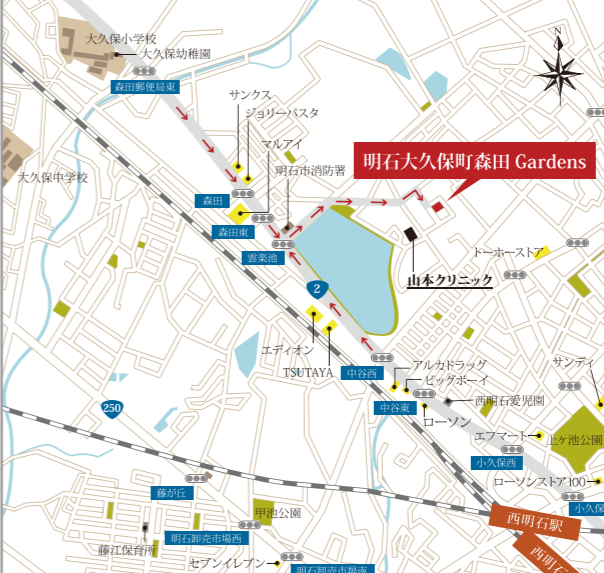 大久保小学校
大久保幼稚園
N
森田郵便局東
サンクス
ジョリーパスタ
マルアイ
明石市消防署
明石大久保町森田 Gardens
大久保中学校
森田
森田東
雲楽池
トーホーストア
山本クリニック
2
エディオン
TSUTAYA
中谷西
アルカドラッグ
ビッグボーイ
サンディ
中谷東
西明石愛児園
ローソン
250
エフマート
上ヶ池公園
小久保西
藤が丘
ローソンストア100
小久保
甲池公園
西明石駅
明石卸売市場西
藤江保育所
セブンイレブン
明石卸売市場南
西明石